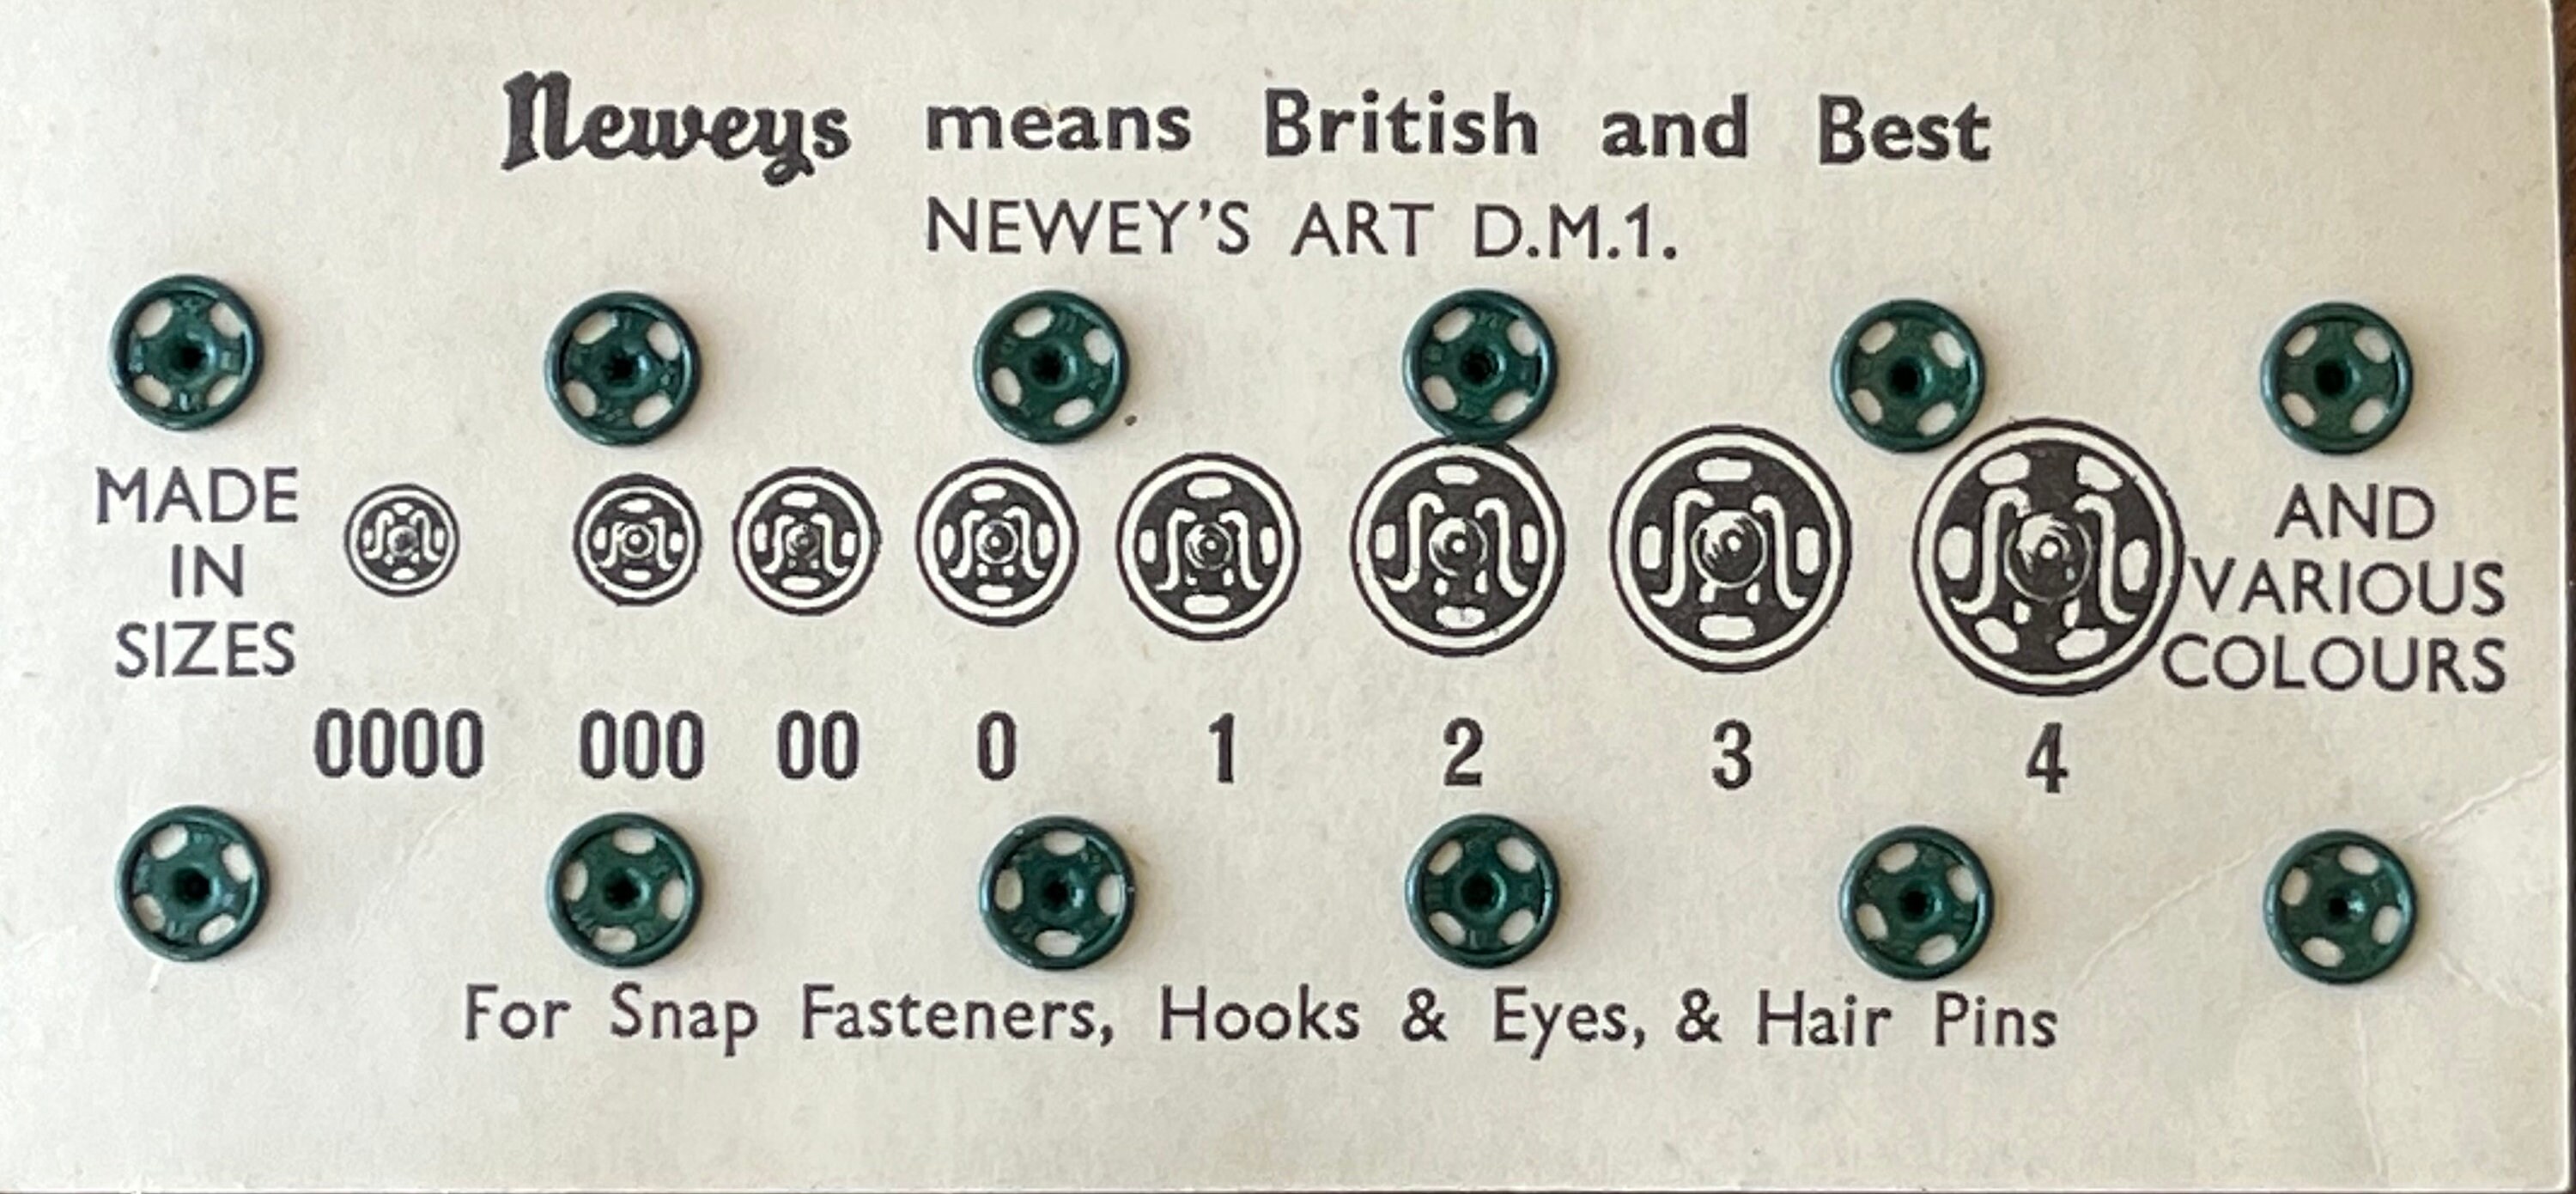 Neweys means British and Best
NEWEY'S ART D.M.1.
MADE
IN
SIZES
0000 000 00 0 1 2 3 4
AND
VARIOUS
COLOURS
For Snap Fasteners, Hooks & Eyes, & Hair Pins